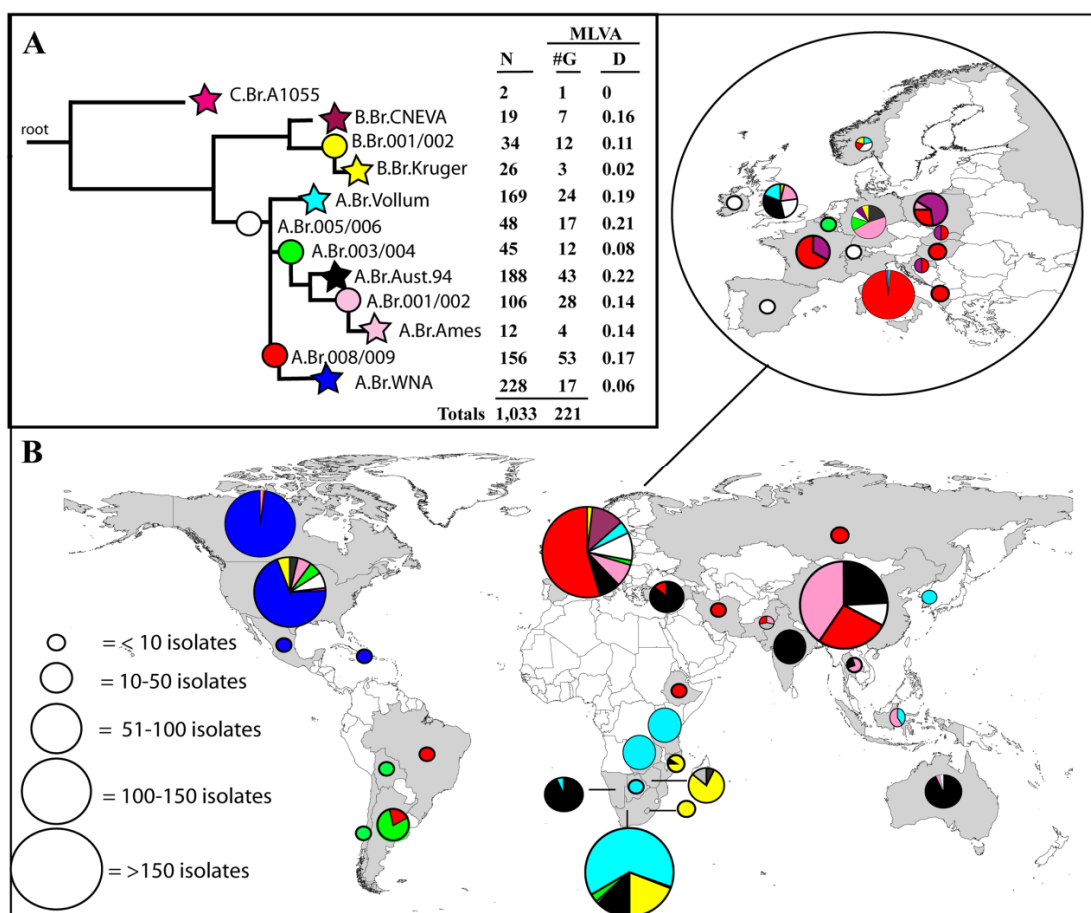 A
MLVA
N #G D
C.Br.A1055 2 1 0
root
B.Br.CNEVA 19 7 0.16
B.Br.001/002 34 12 0.11
B.Br.Kruger 26 3 0.02
A.Br.Vollum 169 24 0.19
A.Br.005/006 48 17 0.21
A.Br.003/004 45 12 0.08
A.Br.Aust.94 188 43 0.22
A.Br.001/002 106 28 0.14
A.Br.Ames 12 4 0.14
A.Br.008/009 156 53 0.17
A.Br.WNA 228 17 0.06
Totals 1,033 221
B
= < 10 isolates
= 10-50 isolates
= 51-100 isolates
= 100-150 isolates
= >150 isolates